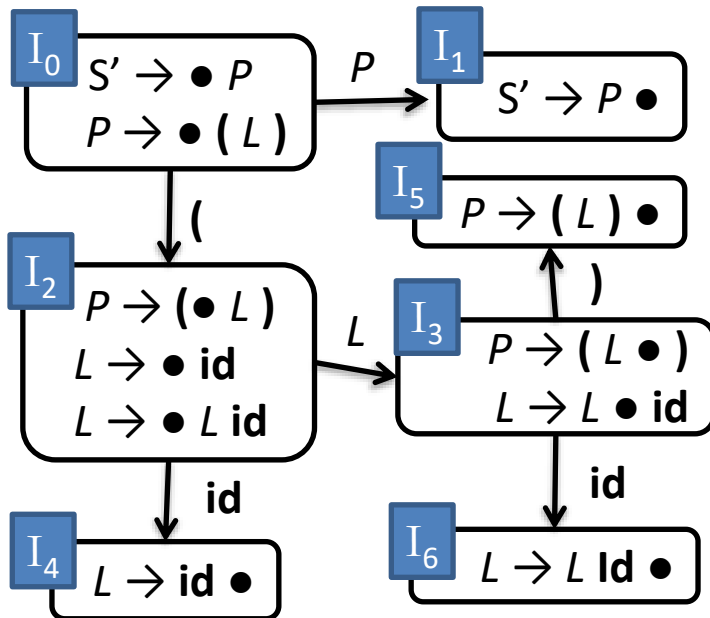 I₀
S’ → ● P
P → ● ( L )
P
I₁
S’ → P ●
(
I₅
P → ( L ) ●
)
I₂
P → (● L )
L → ● id
L → ● L id
L
I₃
P → ( L ● )
L → L ● id
id
id
I₄
L → id ●
I₆
L → L Id ●